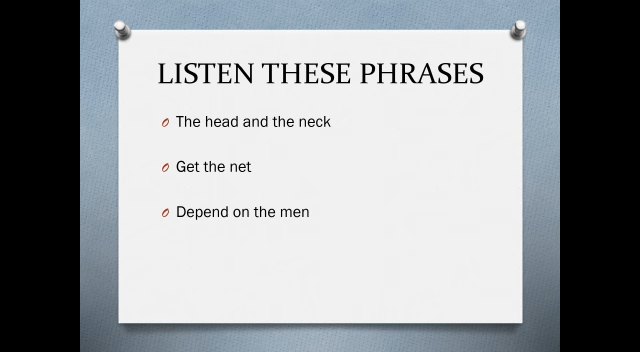 LISTEN THESE PHRASES
The head and the neck
Get the net
Depend on the men